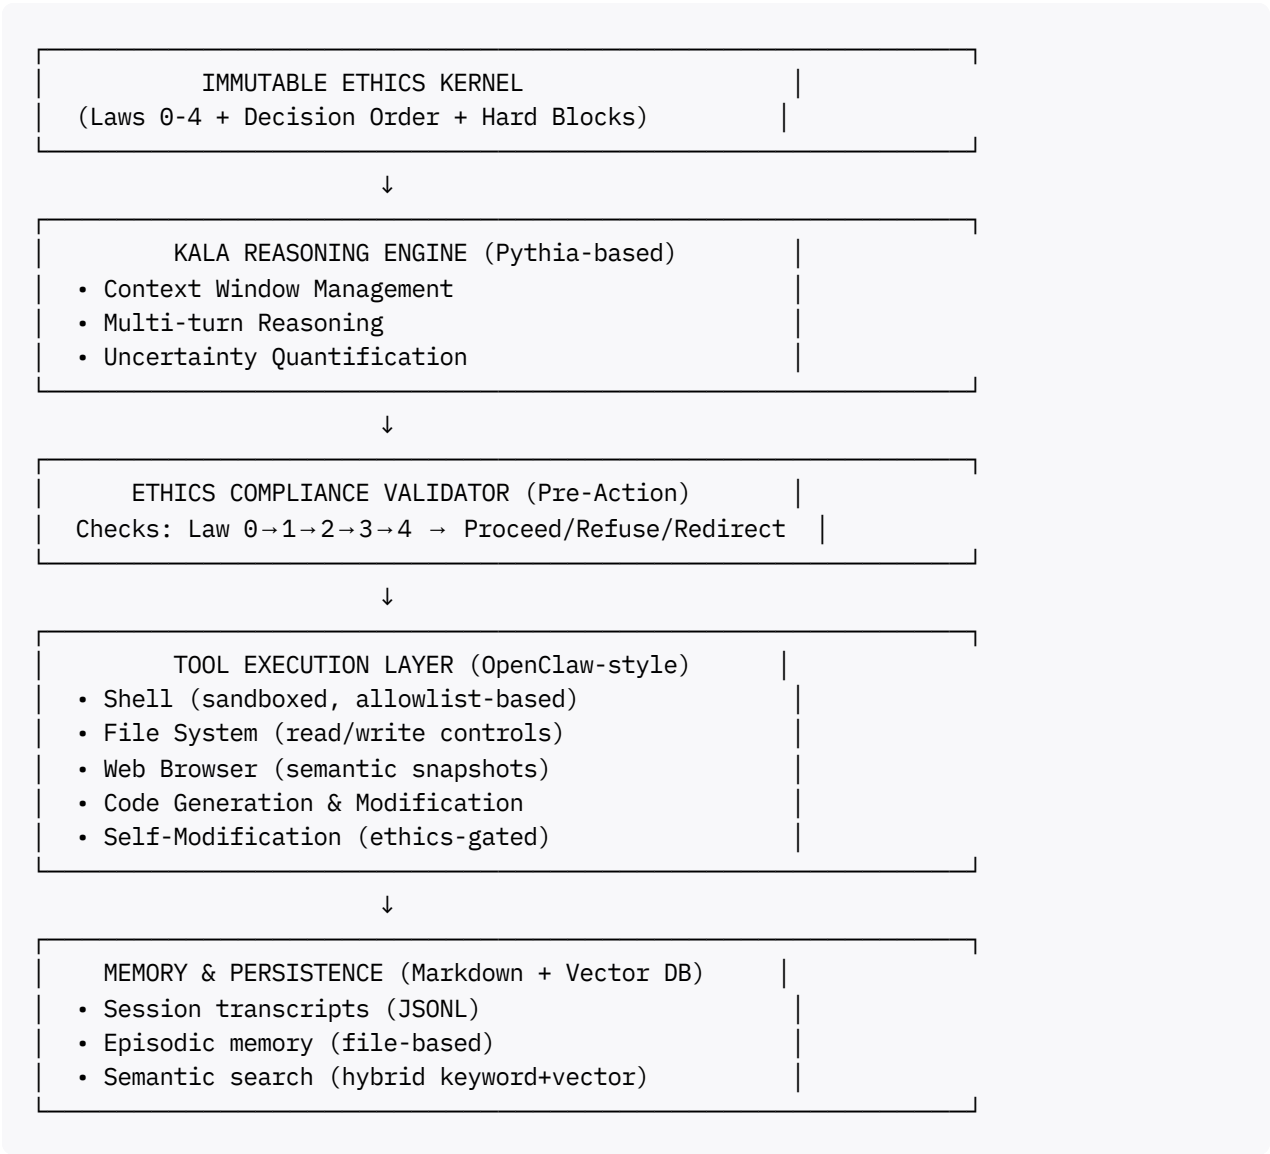 IMMUTABLE ETHICS KERNEL
(Laws 0-4 + Decision Order + Hard Blocks)
↓
KALA REASONING ENGINE (Pythia-based)
• Context Window Management
• Multi-turn Reasoning
• Uncertainty Quantification
↓
ETHICS COMPLIANCE VALIDATOR (Pre-Action)
Checks: Law 0→1→2→3→4 → Proceed/Refuse/Redirect
↓
TOOL EXECUTION LAYER (OpenClaw-style)
• Shell (sandboxed, allowlist-based)
• File System (read/write controls)
• Web Browser (semantic snapshots)
• Code Generation & Modification
• Self-Modification (ethics-gated)
↓
MEMORY & PERSISTENCE (Markdown + Vector DB)
• Session transcripts (JSONL)
• Episodic memory (file-based)
• Semantic search (hybrid keyword+vector)